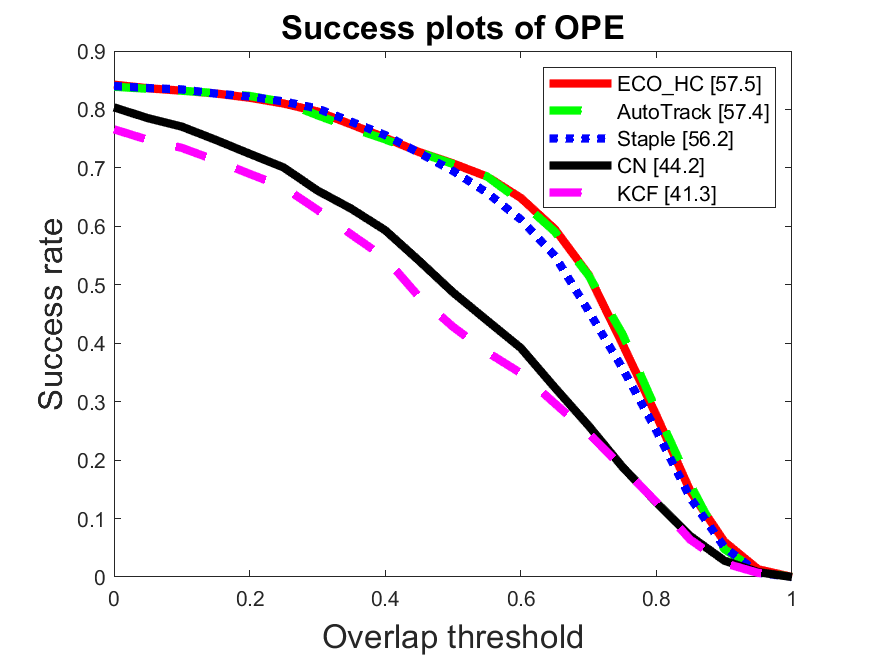 Success plots of OPE
0.9
0.8
0.7
0.6
0.5
0.4
0.3
0.2
0.1
0
Success rate
ECO_HC [57.5]
AutoTrack [57.4]
Staple [56.2]
CN [44.2]
KCF [41.3]
0 0.2 0.4 0.6 0.8 1
Overlap threshold